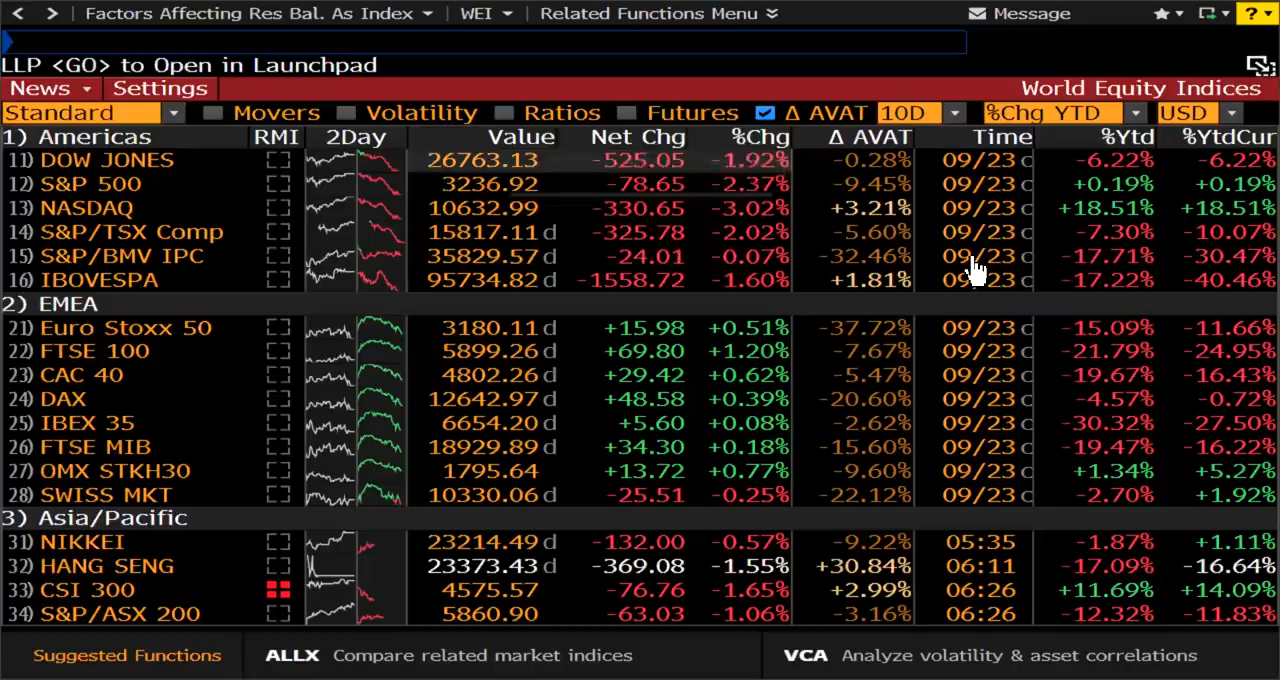 Factors Affecting Res Bal. As Index WEI Related Functions Menu Message ?
LLP <GO> to Open in Launchpad
News Settings World Equity Indices
Standard Movers Volatility Ratios Futures Δ AVAT 10D %Chg YTD USD
1) Americas RMI 2Day Value Net Chg %Chg Δ AVAT Time %Ytd %YtdCur
11) DOW JONES 26763.13 -525.05 -1.92% -0.28% 09/23 c -6.22% -6.22%
12) S&P 500 3236.92 -78.65 -2.37% -9.45% 09/23 c +0.19% +0.19%
13) NASDAQ 10632.99 -330.65 -3.02% +3.21% 09/23 c +18.51% +18.51%
14) S&P/TSX Comp 15817.11 d -325.78 -2.02% -5.60% 09/23 c -7.30% -10.07%
15) S&P/BMV IPC 35829.57 d -24.01 -0.07% -32.46% 09/23 c -17.71% -30.47%
16) IBOVESPA 95734.82 d -1558.72 -1.60% +1.81% 09/23 c -17.22% -40.46%
2) EMEA
21) Euro Stoxx 50 3180.11 d +15.98 +0.51% -37.72% 09/23 c -15.09% -11.66%
22) FTSE 100 5899.26 d +69.80 +1.20% -7.67% 09/23 c -21.79% -24.95%
23) CAC 40 4802.26 d +29.42 +0.62% -5.47% 09/23 c -19.67% -16.43%
24) DAX 12642.97 d +48.58 +0.39% -20.60% 09/23 c -4.57% -0.72%
25) IBEX 35 6654.20 d +5.60 +0.08% -2.62% 09/23 c -30.32% -27.50%
26) FTSE MIB 18929.89 d +34.30 +0.18% -15.60% 09/23 c -19.47% -16.22%
27) OMX STKH30 1795.64 +13.72 +0.77% -9.60% 09/23 c +1.34% +5.27%
28) SWISS MKT 10330.06 d -25.51 -0.25% -22.12% 09/23 c -2.70% +1.92%
3) Asia/Pacific
31) NIKKEI 23214.49 d -132.00 -0.57% -9.22% 05:35 -1.87% +1.11%
32) HANG SENG 23373.43 d -369.08 -1.55% +30.84% 06:11 -17.09% -16.64%
33) CSI 300 4575.57 -76.76 -1.65% +2.99% 06:26 +11.69% +14.09%
34) S&P/ASX 200 5860.90 -63.03 -1.06% -3.16% 06:26 -12.32% -11.83%
Suggested Functions ALLX Compare related market indices VCA Analyze volatility & asset correlations